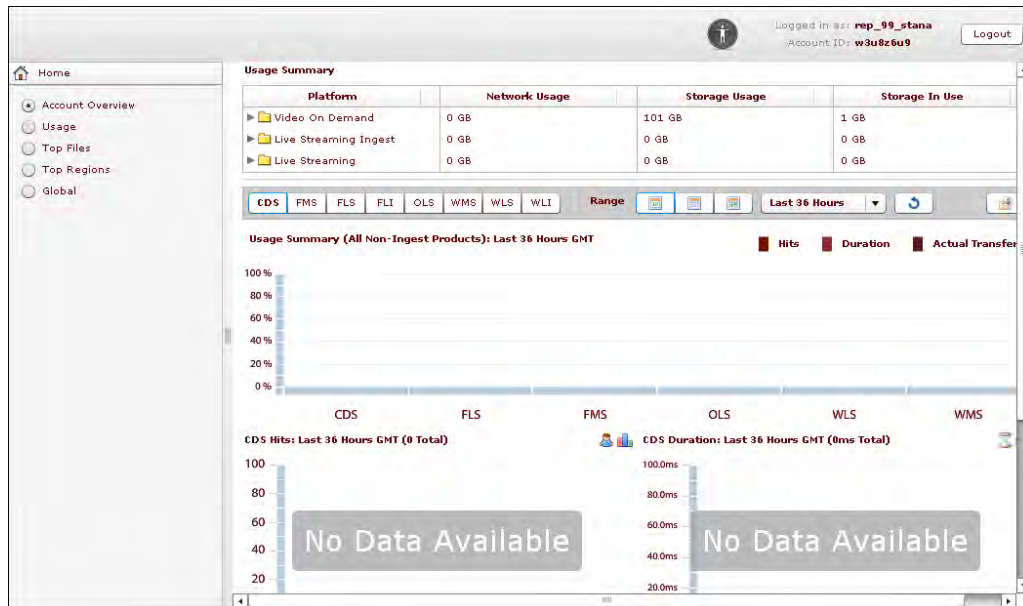 Logged in as: rep_99_stana
Account ID: w3u8z6u9
Logout
Home
Account Overview
Usage
Top Files
Top Regions
Global
Usage Summary
Platform Network Usage Storage Usage Storage In Use
Video On Demand 0 GB 101 GB 1 GB
Live Streaming Ingest 0 GB 0 GB 0 GB
Live Streaming 0 GB 0 GB 0 GB
CDS FMS FLS FLI OLS WMS WLS WLI Range Last 36 Hours
Usage Summary (All Non-Ingest Products): Last 36 Hours GMT
Hits Duration Actual Transfer
100 %
80 %
60 %
40 %
20 %
0 %
CDS FLS FMS OLS WLS WMS
CDS Hits: Last 36 Hours GMT (0 Total)
100
80
60
40
20
No Data Available
CDS Duration: Last 36 Hours GMT (0ms Total)
100.0ms
80.0ms
60.0ms
40.0ms
20.0ms
No Data Available